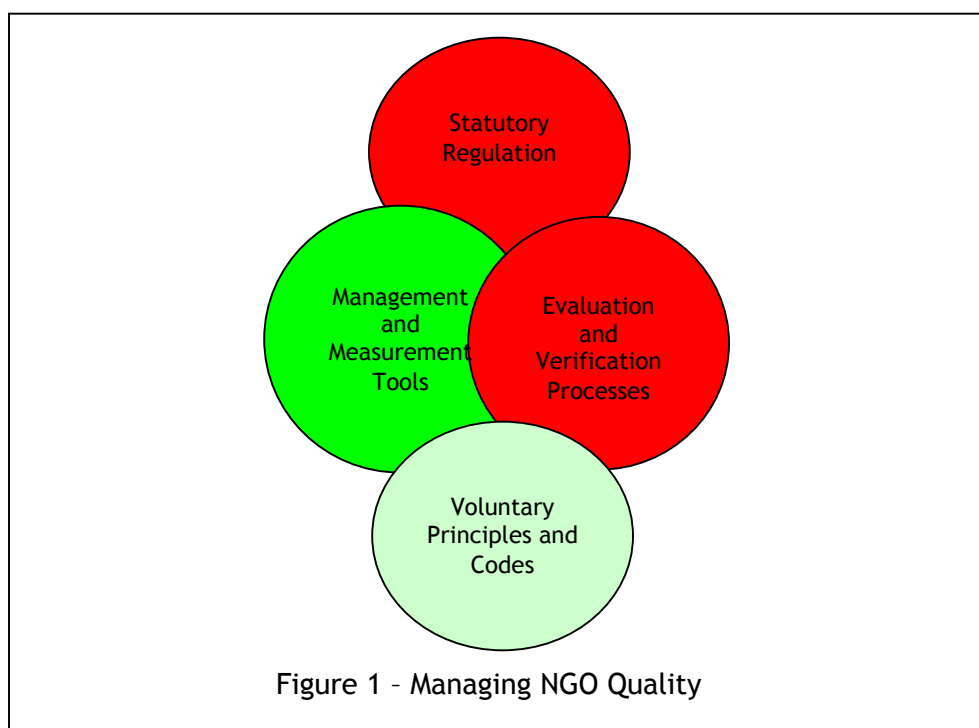 Statutory
Regulation
Management
and
Measurement
Tools
Evaluation
and
Verification
Processes
Voluntary
Principles and
Codes
Figure 1 – Managing NGO Quality